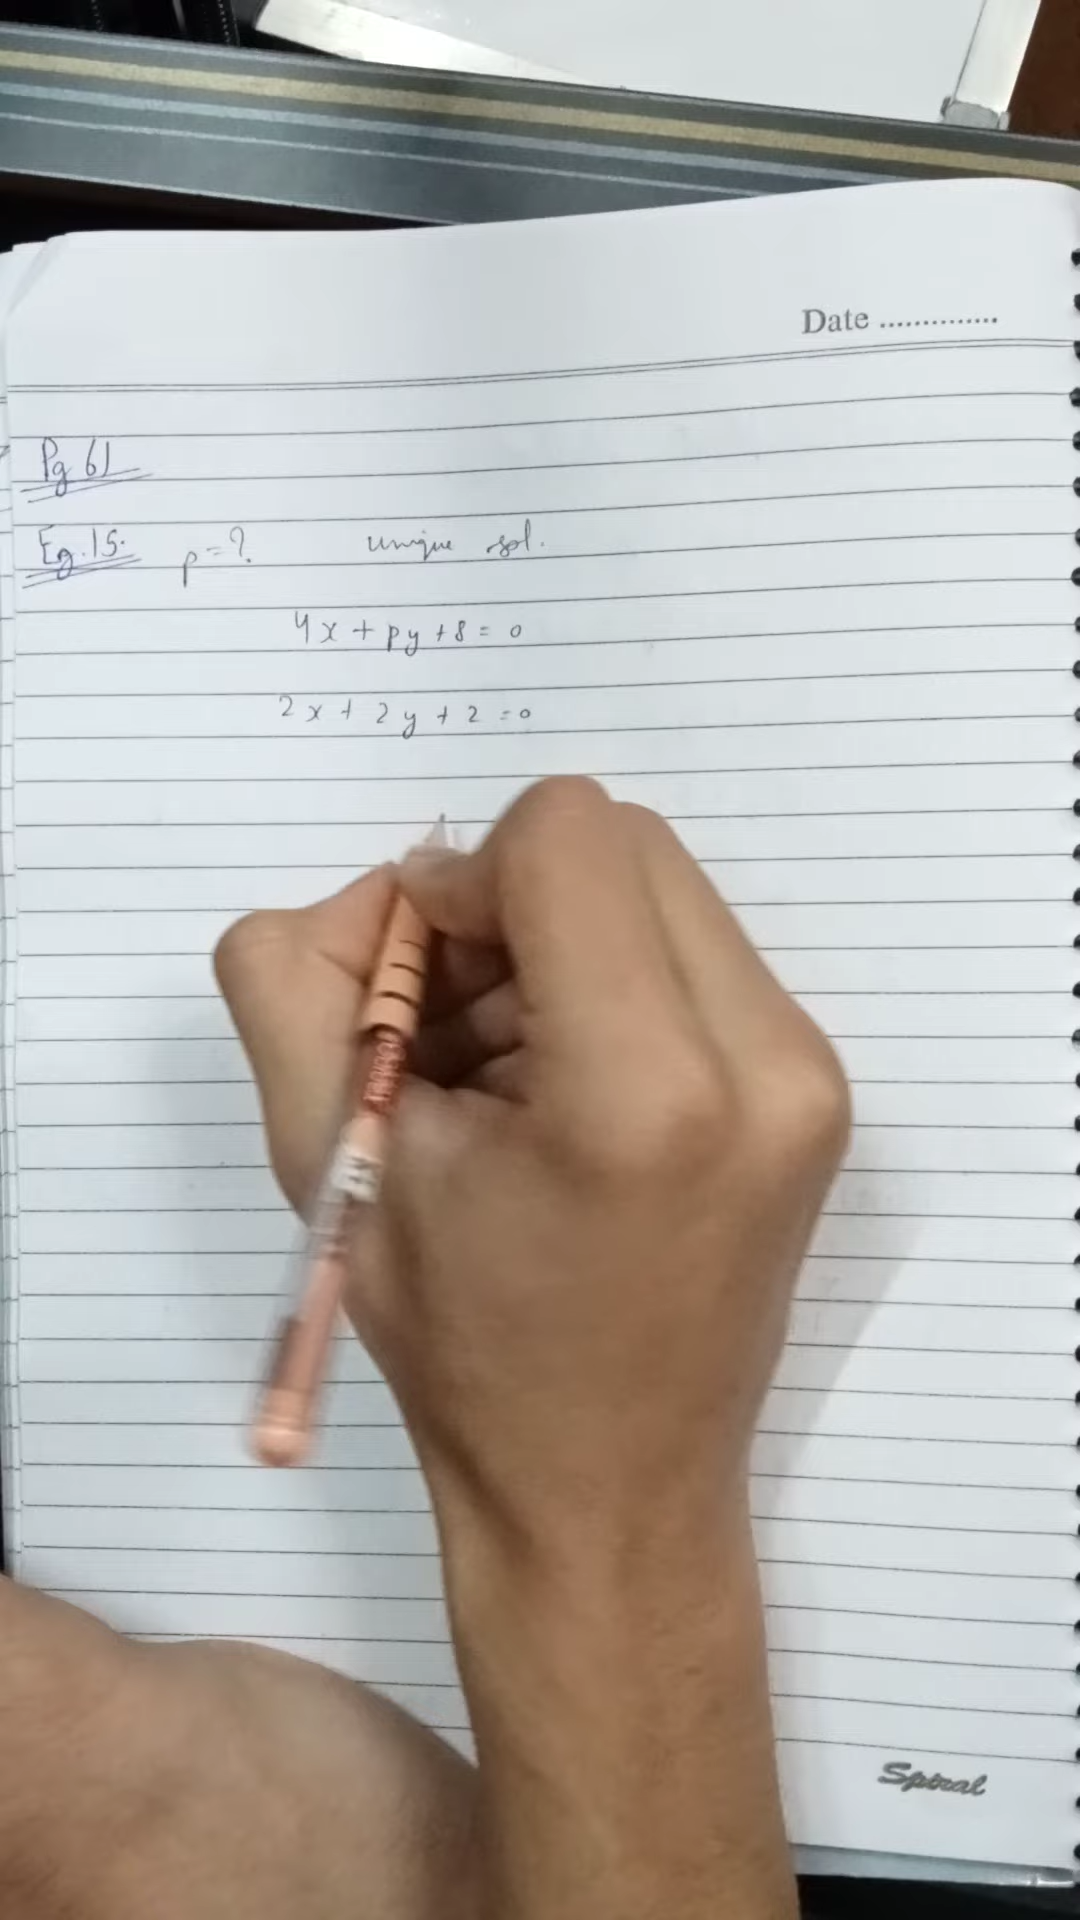 Date ..............
Pg 61
Eg.15. p=? unique sol.
4x + py + 8 = 0
2x + 2y + 2 = 0
Spiral